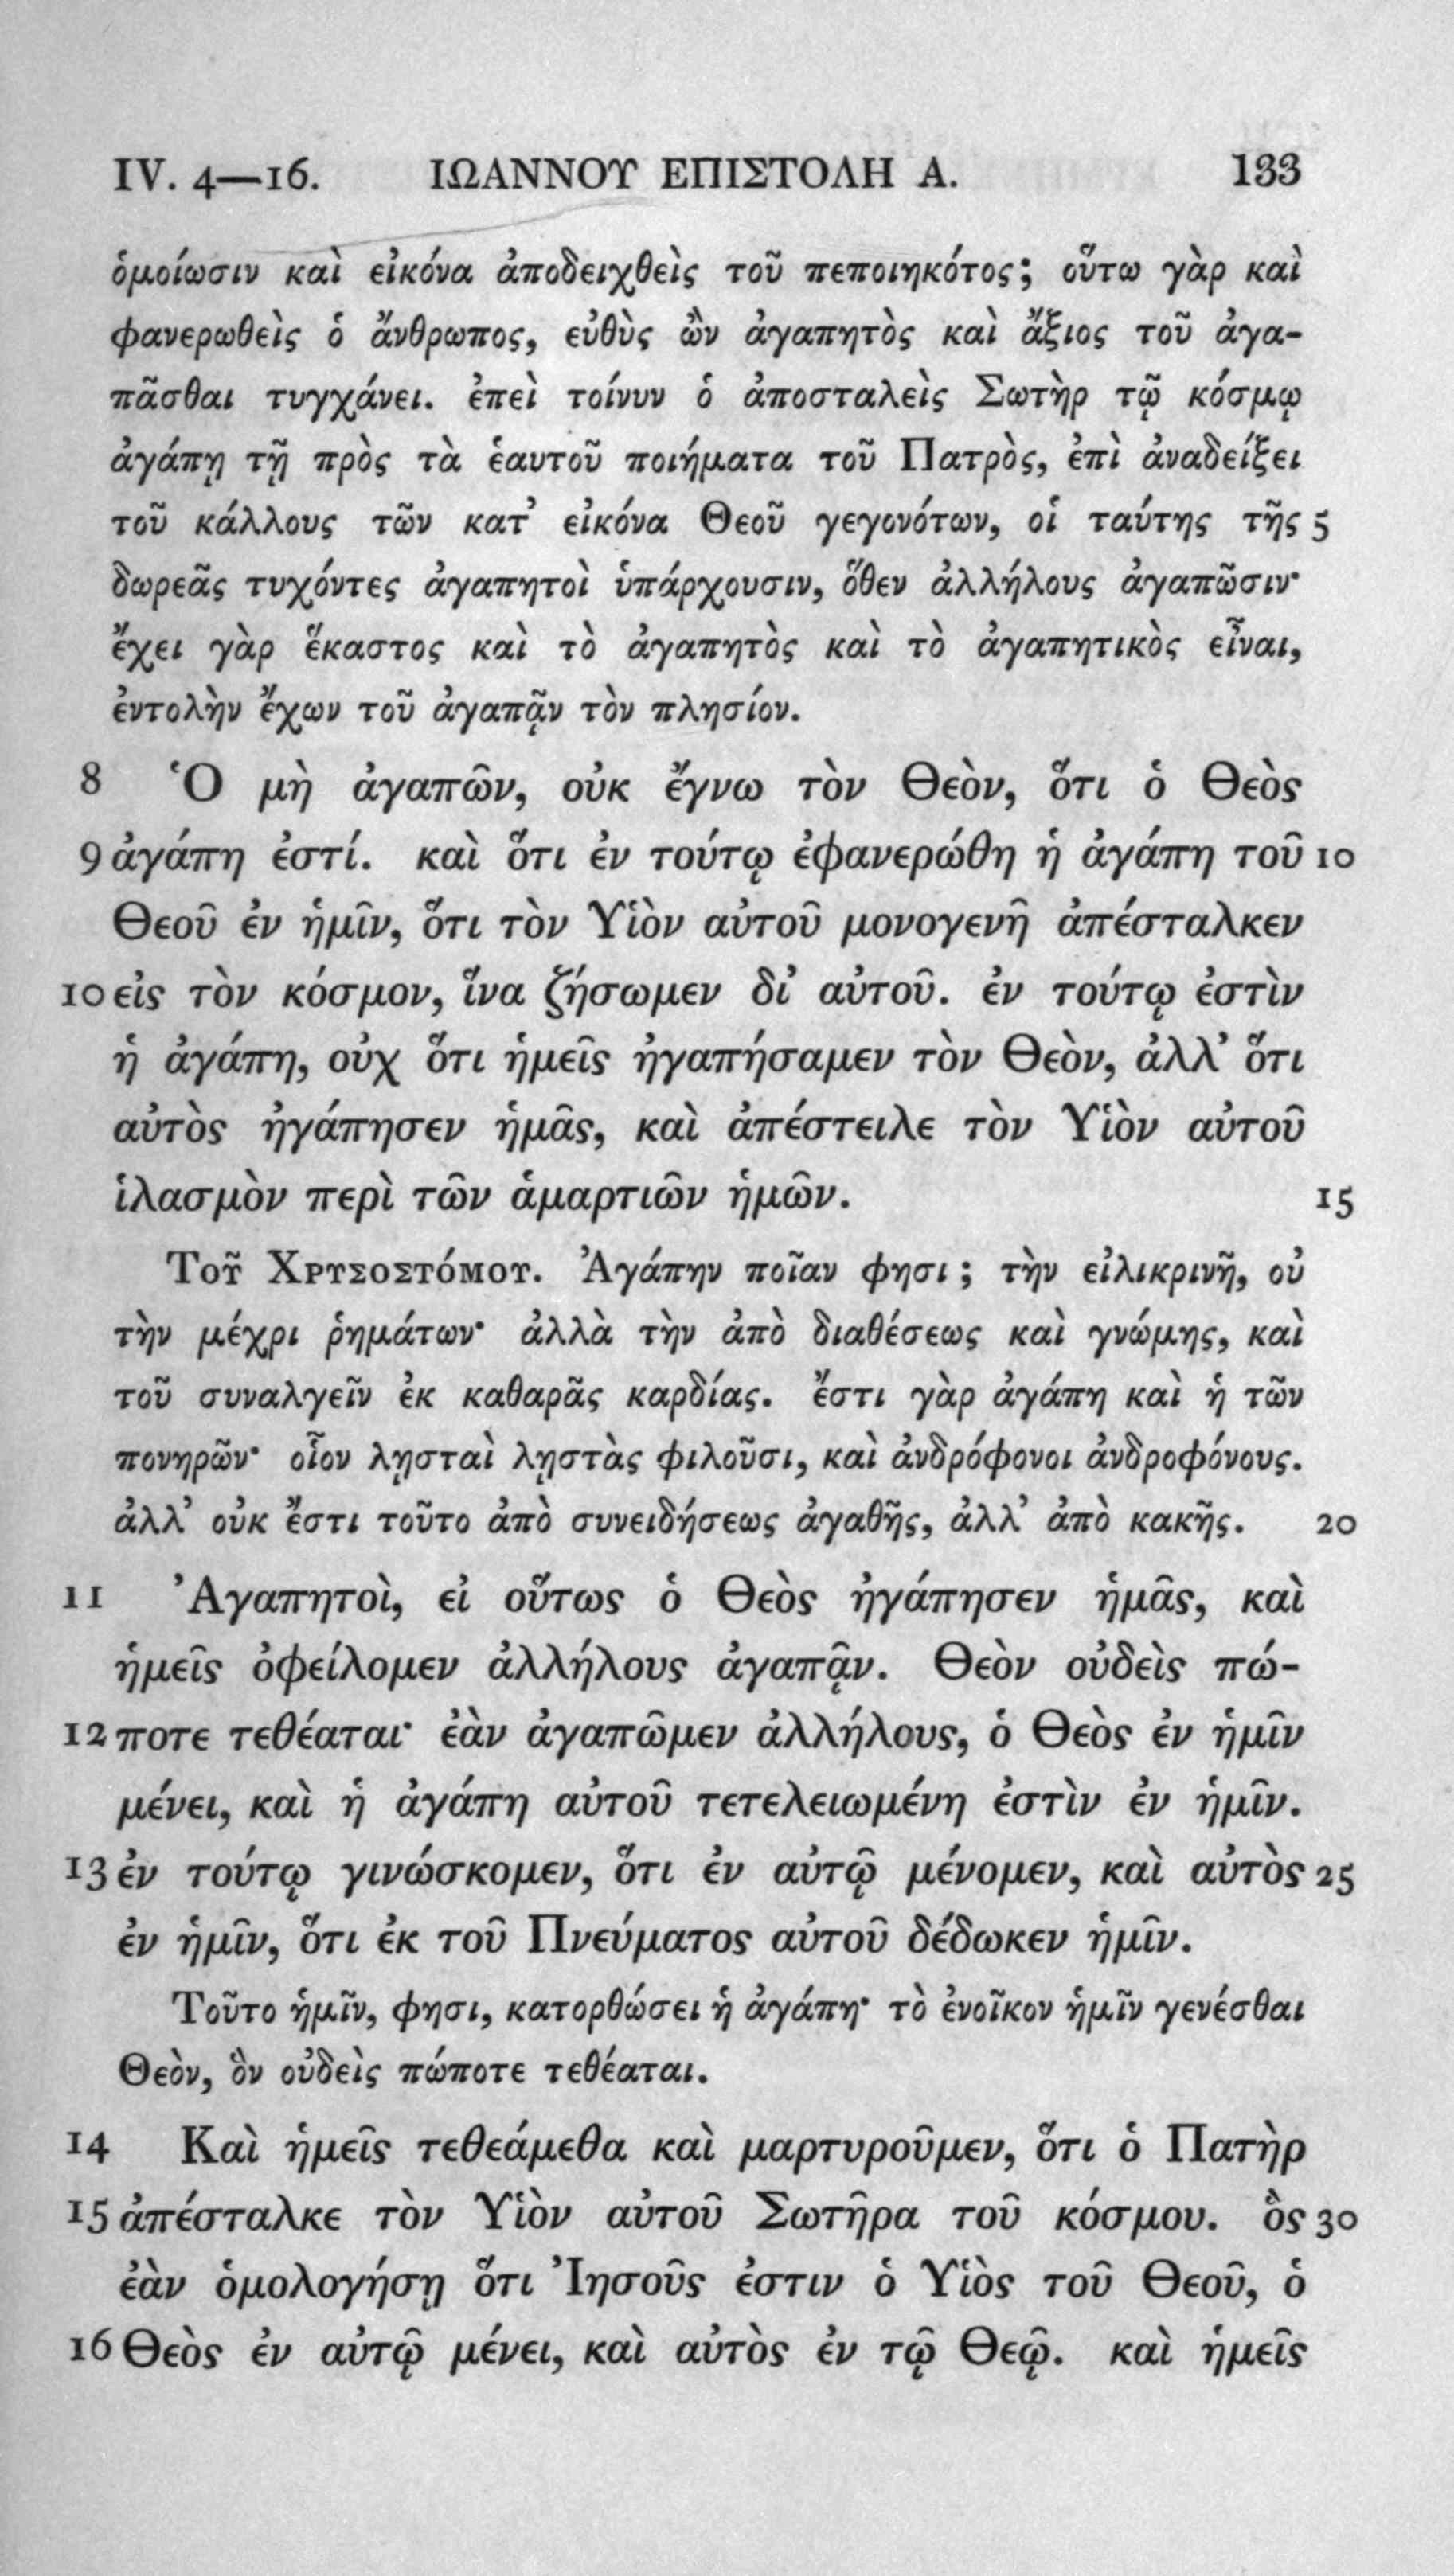 IV. 4—16. ΙΩΑΝΝΟΥ ΕΠΙΣΤΟΛΗ Α. 133
ὁμοίωσιν καὶ εἰκόνα ἀποδειχθεὶς τοῦ πεποιηκότος; οὕτω γὰρ καὶ
φανερωθεὶς ὁ ἄνθρωπος, εὐθὺς ὢν ἀγαπητὸς καὶ ἄξιος τοῦ ἀγα-
πᾶσθαι τυγχάνει. ἐπεὶ τοίνυν ὁ ἀποσταλεὶς Σωτὴρ τῷ κόσμῳ
ἀγάπῃ τῇ πρὸς τὰ ἑαυτοῦ ποιήματα τοῦ Πατρὸς, ἐπὶ ἀναδείξει
τοῦ κάλλους τῶν κατ᾽ εἰκόνα Θεοῦ γεγονότων, οἱ ταύτης τῆς 5
δωρεᾶς τυχόντες ἀγαπητοὶ ὑπάρχουσιν, ὅθεν ἀλλήλους ἀγαπῶσιν·
ἔχει γὰρ ἕκαστος καὶ τὸ ἀγαπητὸς καὶ τὸ ἀγαπητικὸς εἶναι,
ἐντολὴν ἔχων τοῦ ἀγαπᾷν τὸν πλησίον.
8 Ὁ μὴ ἀγαπῶν, οὐκ ἔγνω τὸν Θεὸν, ὅτι ὁ Θεὸς
9 ἀγάπη ἐστί. καὶ ὅτι ἐν τούτῳ ἐφανερώθη ἡ ἀγάπη τοῦ 10
Θεοῦ ἐν ἡμῖν, ὅτι τὸν Υἱὸν αὐτοῦ μονογενῆ ἀπέσταλκεν
10 εἰς τὸν κόσμον, ἵνα ζήσωμεν δι᾽ αὐτοῦ. ἐν τούτῳ ἐστὶν
ἡ ἀγάπη, οὐχ ὅτι ἡμεῖς ἠγαπήσαμεν τὸν Θεὸν, ἀλλ᾽ ὅτι
αὐτὸς ἠγάπησεν ἡμᾶς, καὶ ἀπέστειλε τὸν Υἱὸν αὐτοῦ
ἱλασμὸν περὶ τῶν ἁμαρτιῶν ἡμῶν. 15
Τοῦ Χρυσοστόμου. Ἀγάπην ποῖαν φησι; τὴν εἰλικρινῆ, οὐ
τὴν μέχρι ῥημάτων· ἀλλὰ τὴν ἀπὸ διαθέσεως καὶ γνώμης, καὶ
τοῦ συναλγεῖν ἐκ καθαρᾶς καρδίας. ἔστι γὰρ ἀγάπη καὶ ἡ τῶν
πονηρῶν· οἷον λῃσταὶ λῃστὰς φιλοῦσι, καὶ ἀνδρόφονοι ἀνδροφόνους.
ἀλλ᾽ οὐκ ἔστι τοῦτο ἀπὸ συνειδήσεως ἀγαθῆς, ἀλλ᾽ ἀπὸ κακῆς. 20
11 Ἀγαπητοὶ, εἰ οὕτως ὁ Θεὸς ἠγάπησεν ἡμᾶς, καὶ
ἡμεῖς ὀφείλομεν ἀλλήλους ἀγαπᾷν. Θεὸν οὐδεὶς πώ-
12 ποτε τεθέαται· ἐὰν ἀγαπῶμεν ἀλλήλους, ὁ Θεὸς ἐν ἡμῖν
μένει, καὶ ἡ ἀγάπη αὐτοῦ τετελειωμένη ἐστὶν ἐν ἡμῖν.
13 ἐν τούτῳ γινώσκομεν, ὅτι ἐν αὐτῷ μένομεν, καὶ αὐτὸς 25
ἐν ἡμῖν, ὅτι ἐκ τοῦ Πνεύματος αὐτοῦ δέδωκεν ἡμῖν.
Τοῦτο ἡμῖν, φησι, κατορθώσει ἡ ἀγάπη· τὸ ἐνοῖκον ἡμῖν γενέσθαι
Θεὸν, ὃν οὐδεὶς πώποτε τεθέαται.
14 Καὶ ἡμεῖς τεθεάμεθα καὶ μαρτυροῦμεν, ὅτι ὁ Πατὴρ
15 ἀπέσταλκε τὸν Υἱὸν αὐτοῦ Σωτῆρα τοῦ κόσμου. ὃς 30
ἐὰν ὁμολογήσῃ ὅτι Ἰησοῦς ἐστιν ὁ Υἱὸς τοῦ Θεοῦ, ὁ
16 Θεὸς ἐν αὐτῷ μένει, καὶ αὐτὸς ἐν τῷ Θεῷ. καὶ ἡμεῖς